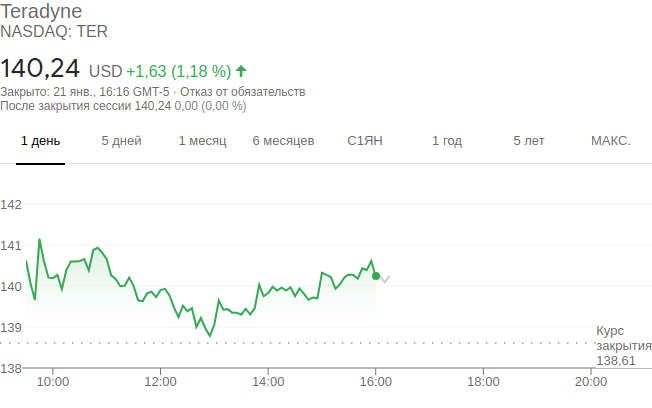 Teradyne
NASDAQ: TER
140,24 USD +1,63 (1,18 %)
Закрыто: 21 янв., 16:16 GMT-5 · Отказ от обязательств
После закрытия сессии 140,24 0,00 (0,00 %)
1 день 5 дней 1 месяц 6 месяцев С1ЯН 1 год 5 лет МАКС.
142
141
140
139
138
Курс
закрытия
138,61
10:00 12:00 14:00 16:00 18:00 20:00